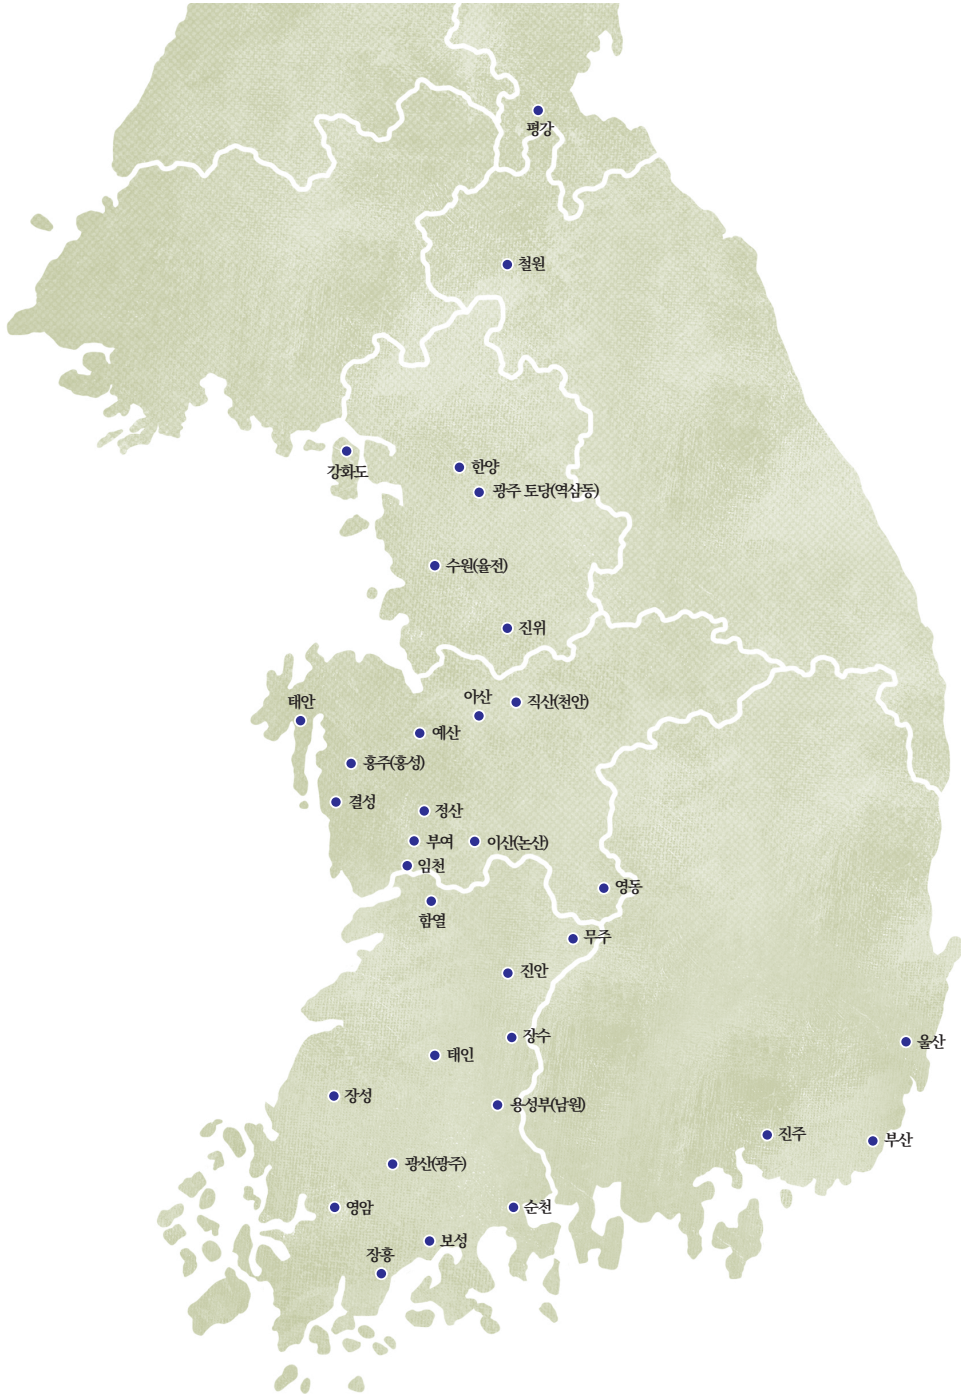 평강
철원
강화도
한양
광주 토당(역삼동)
수원(율전)
진위
태안
아산
직산(천안)
예산
홍주(홍성)
결성
정산
부여
이산(논산)
임천
영동
함열
무주
진안
장수
울산
태인
장성
용성부(남원)
진주
부산
광산(광주)
영암
순천
보성
장흥